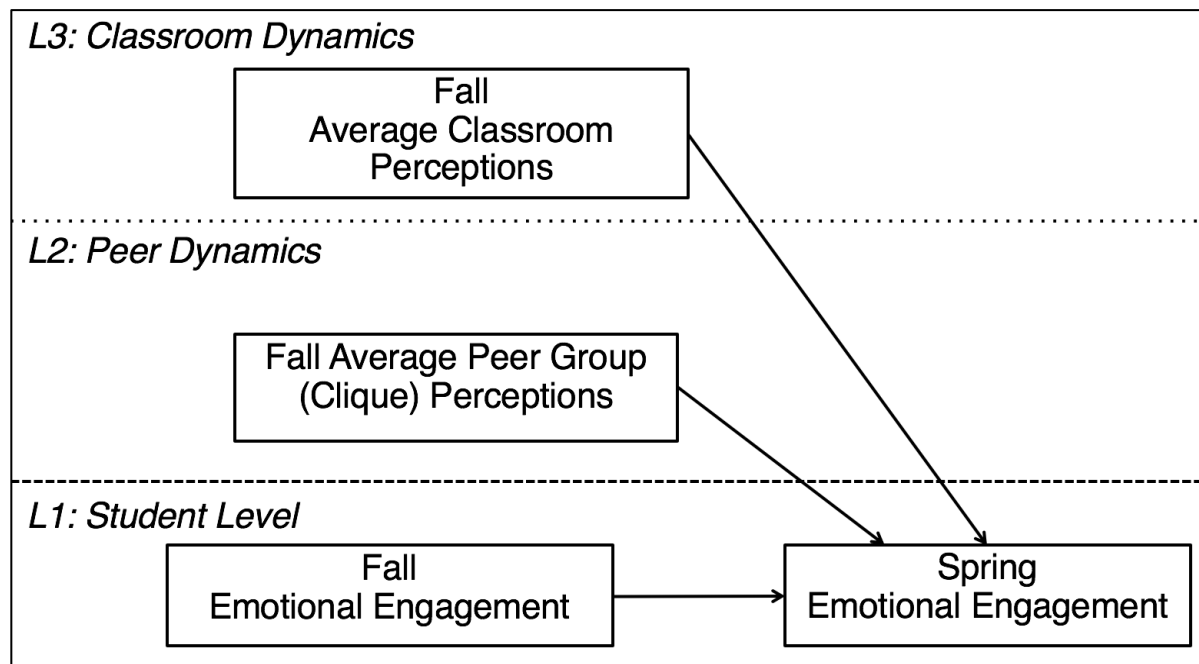 L3: Classroom Dynamics
Fall
Average Classroom
Perceptions
L2: Peer Dynamics
Fall Average Peer Group
(Clique) Perceptions
L1: Student Level
Fall
Emotional Engagement
Spring
Emotional Engagement